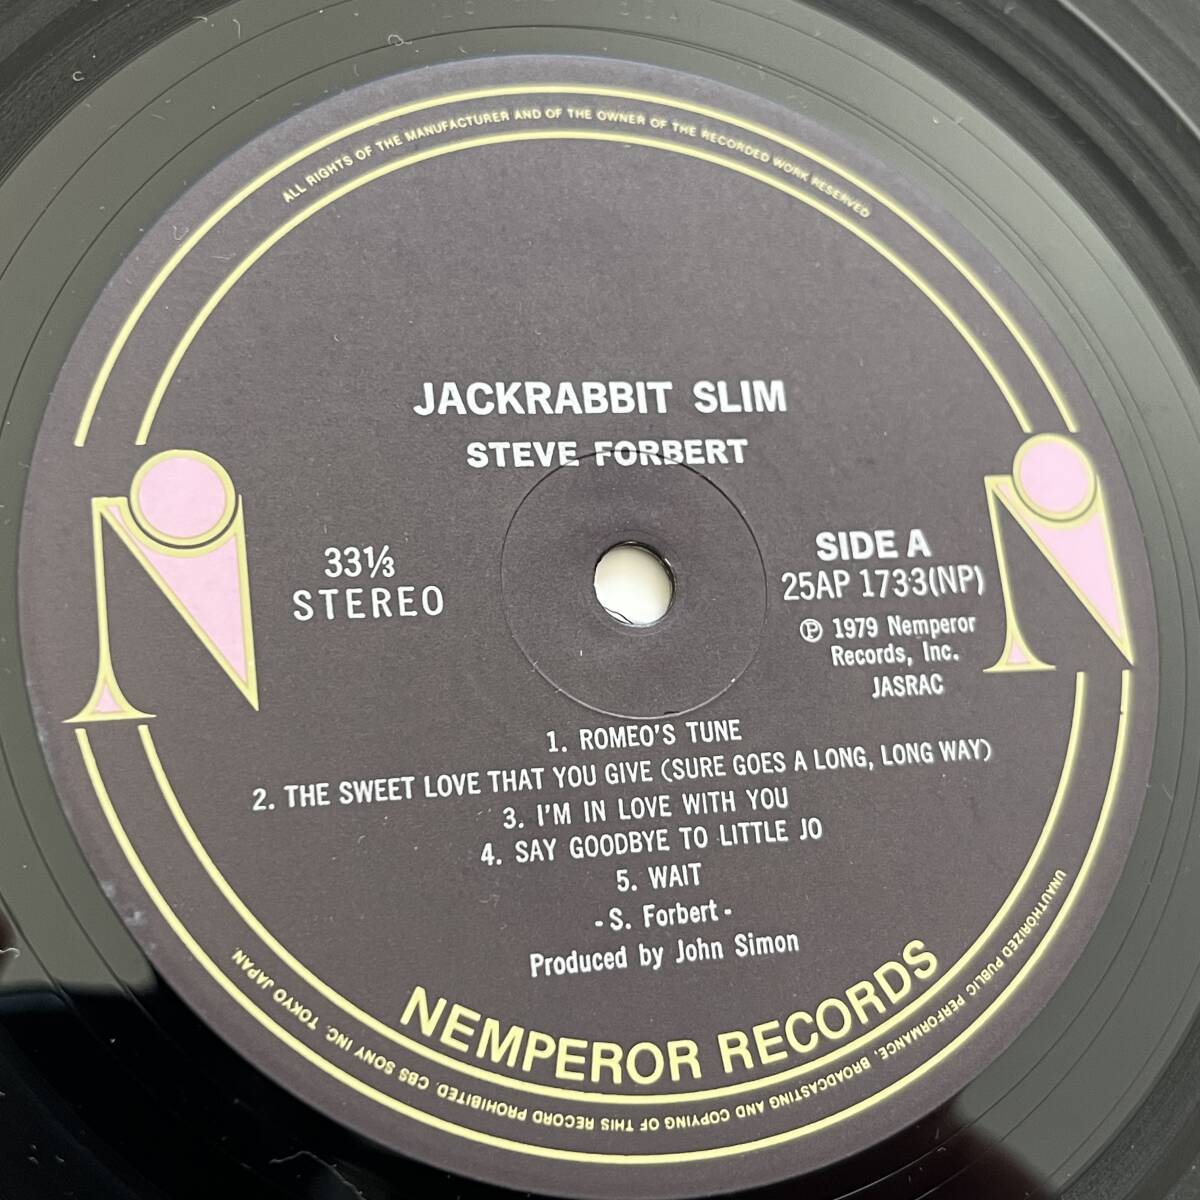 ALL RIGHTS OF THE MANUFACTURER AND OF THE OWNER OF THE RECORDED WORK RESERVED
JACKRABBIT SLIM
STEVE FORBERT
33⅓
STEREO
SIDE A
25AP 1733(NP)
Ⓟ 1979 Nemperor
Records, Inc.
JASRAC
1. ROMEO'S TUNE
2. THE SWEET LOVE THAT YOU GIVE (SURE GOES A LONG, LONG WAY)
3. I'M IN LOVE WITH YOU
4. SAY GOODBYE TO LITTLE JO
5. WAIT
- S. Forbert -
Produced by John Simon
NEMPEROR RECORDS
UNAUTHORIZED PUBLIC PERFORMANCE, BROADCASTING AND COPYING OF THIS RECORD PROHIBITED. CBS SONY INC. TOKYO JAPAN.